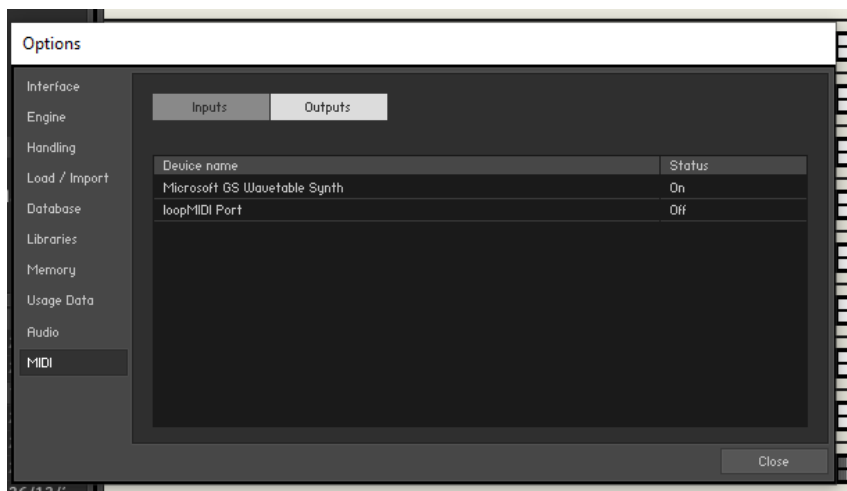 Options
Interface
Engine
Handling
Load / Import
Database
Libraries
Memory
Usage Data
Audio
MIDI
Inputs Outputs
Device name Status
Microsoft GS Wavetable Synth On
loopMIDI Port Off
Close